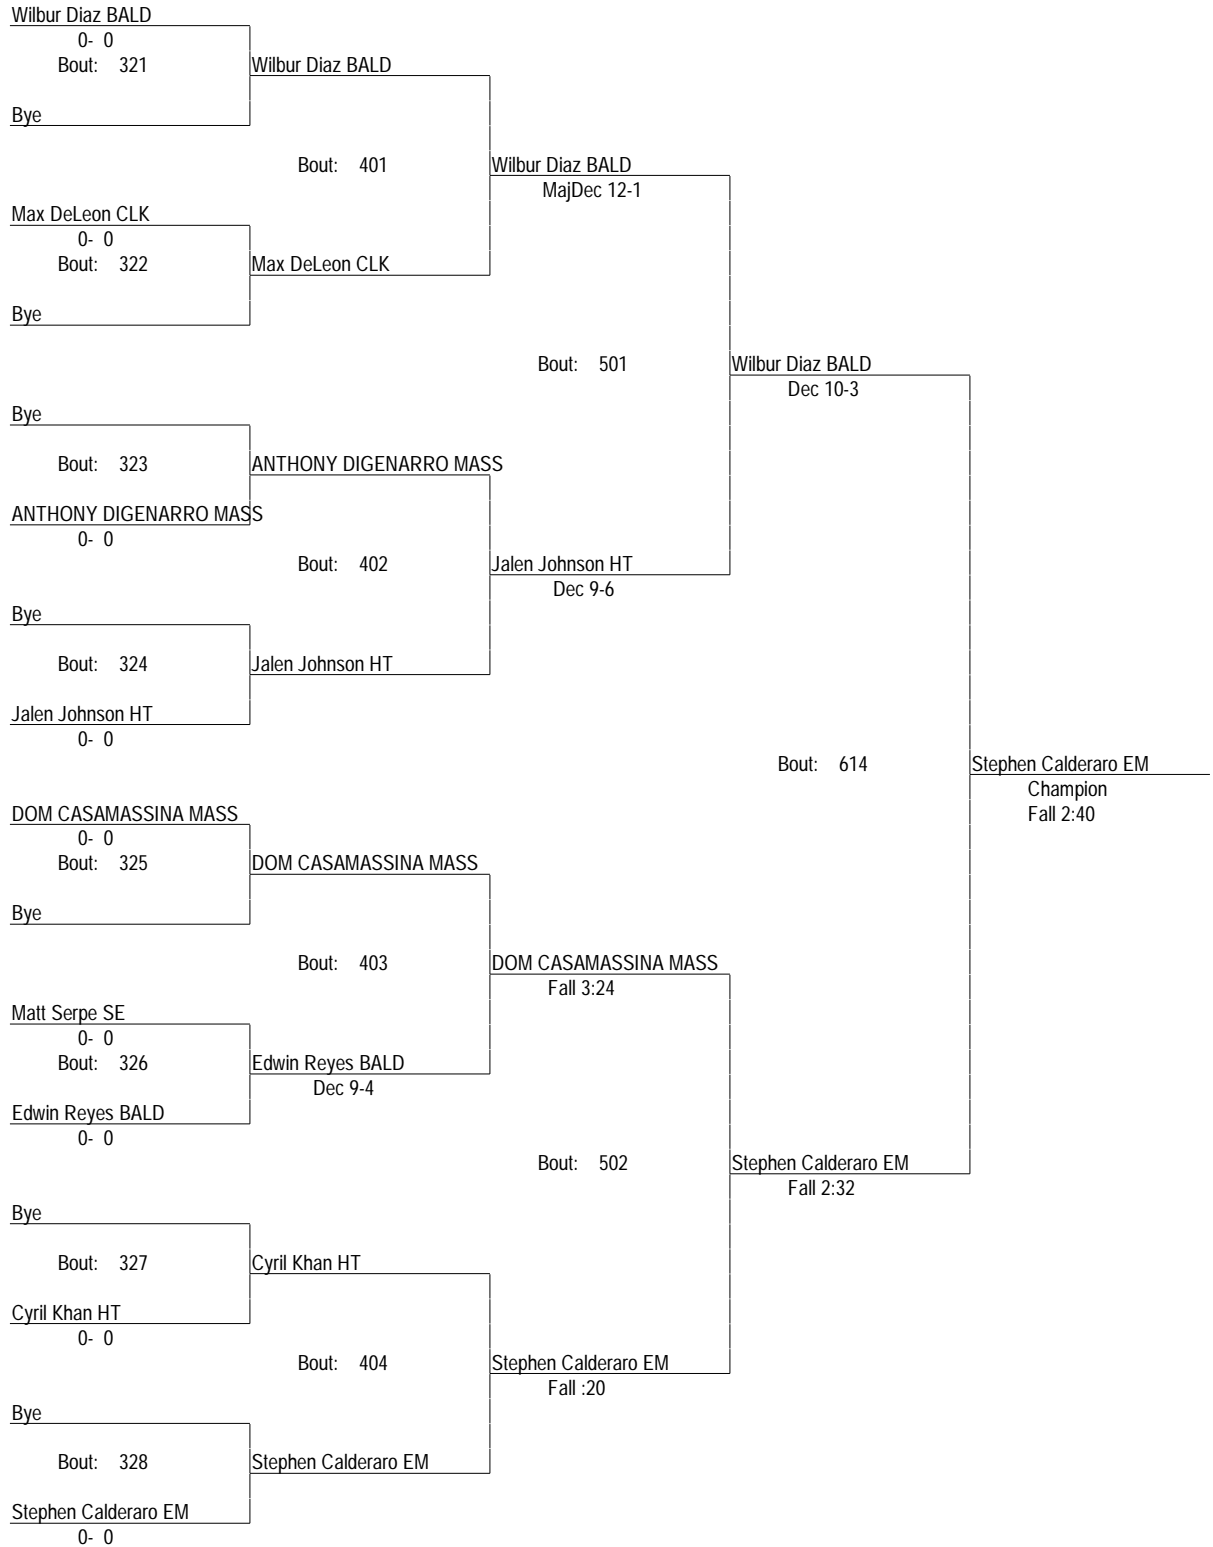 Wilbur Diaz BALD
0- 0
Bout: 321
Wilbur Diaz BALD
Bye
Bout: 401
Wilbur Diaz BALD
MajDec 12-1
Max DeLeon CLK
0- 0
Bout: 322
Max DeLeon CLK
Bye
Bout: 501
Wilbur Diaz BALD
Dec 10-3
Bye
Bout: 323
ANTHONY DIGENARRO MASS
ANTHONY DIGENARRO MASS
0- 0
Bout: 402
Jalen Johnson HT
Dec 9-6
Bye
Bout: 324
Jalen Johnson HT
Jalen Johnson HT
0- 0
Bout: 614
Stephen Calderaro EM
Champion
Fall 2:40
DOM CASAMASSINA MASS
0- 0
Bout: 325
DOM CASAMASSINA MASS
Bye
Bout: 403
DOM CASAMASSINA MASS
Fall 3:24
Matt Serpe SE
0- 0
Bout: 326
Edwin Reyes BALD
Dec 9-4
Edwin Reyes BALD
0- 0
Bout: 502
Stephen Calderaro EM
Fall 2:32
Bye
Bout: 327
Cyril Khan HT
Cyril Khan HT
0- 0
Bout: 404
Stephen Calderaro EM
Fall :20
Bye
Bout: 328
Stephen Calderaro EM
Stephen Calderaro EM
0- 0